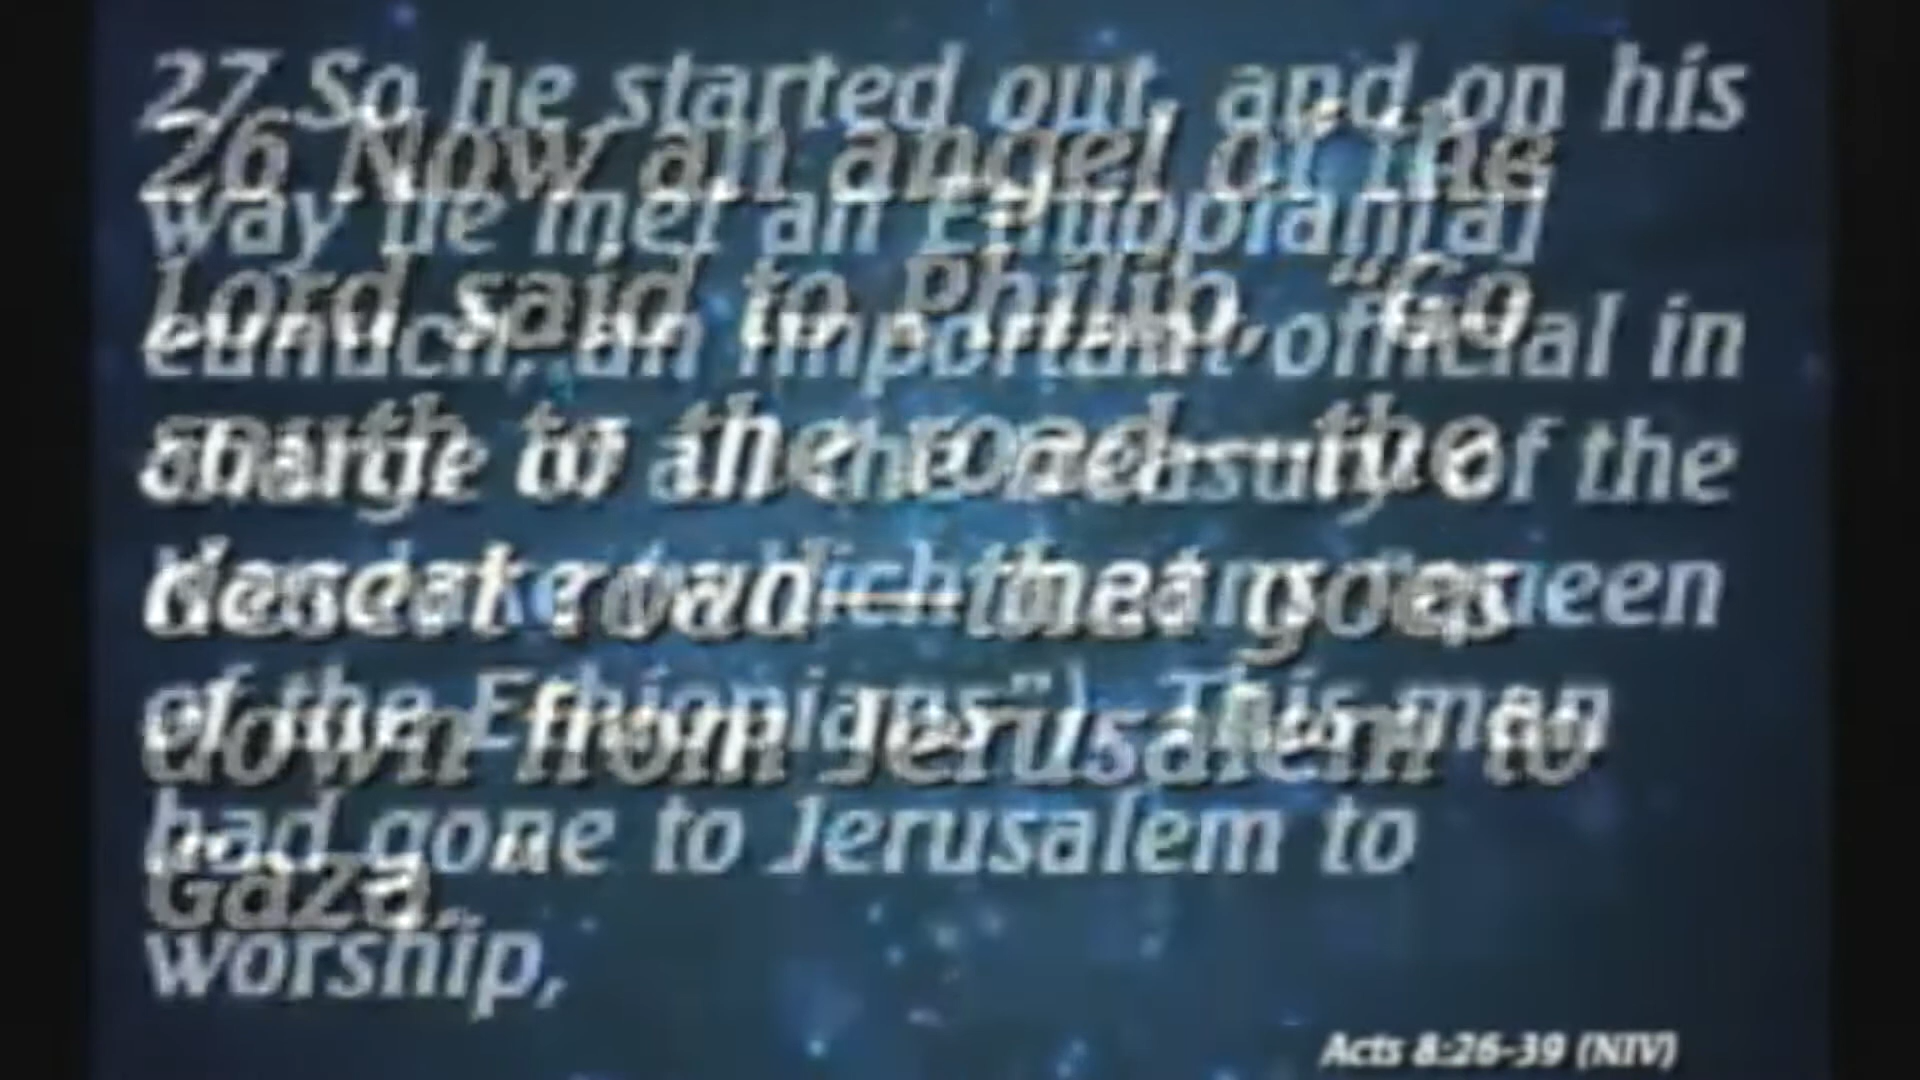 27 So he started out, and on his
26 Now an angel of the
way he met an Ethiopian[a]
Lord said to Philip, "Go
eunuch, an important official in
south to the road—the
charge of all the treasury of the
desert road—that goes
queen
of the Ethiopians"). This man
down from Jerusalem to
had gone to Jerusalem to
Gaza."
worship,
Acts 8:26-39 (NIV)